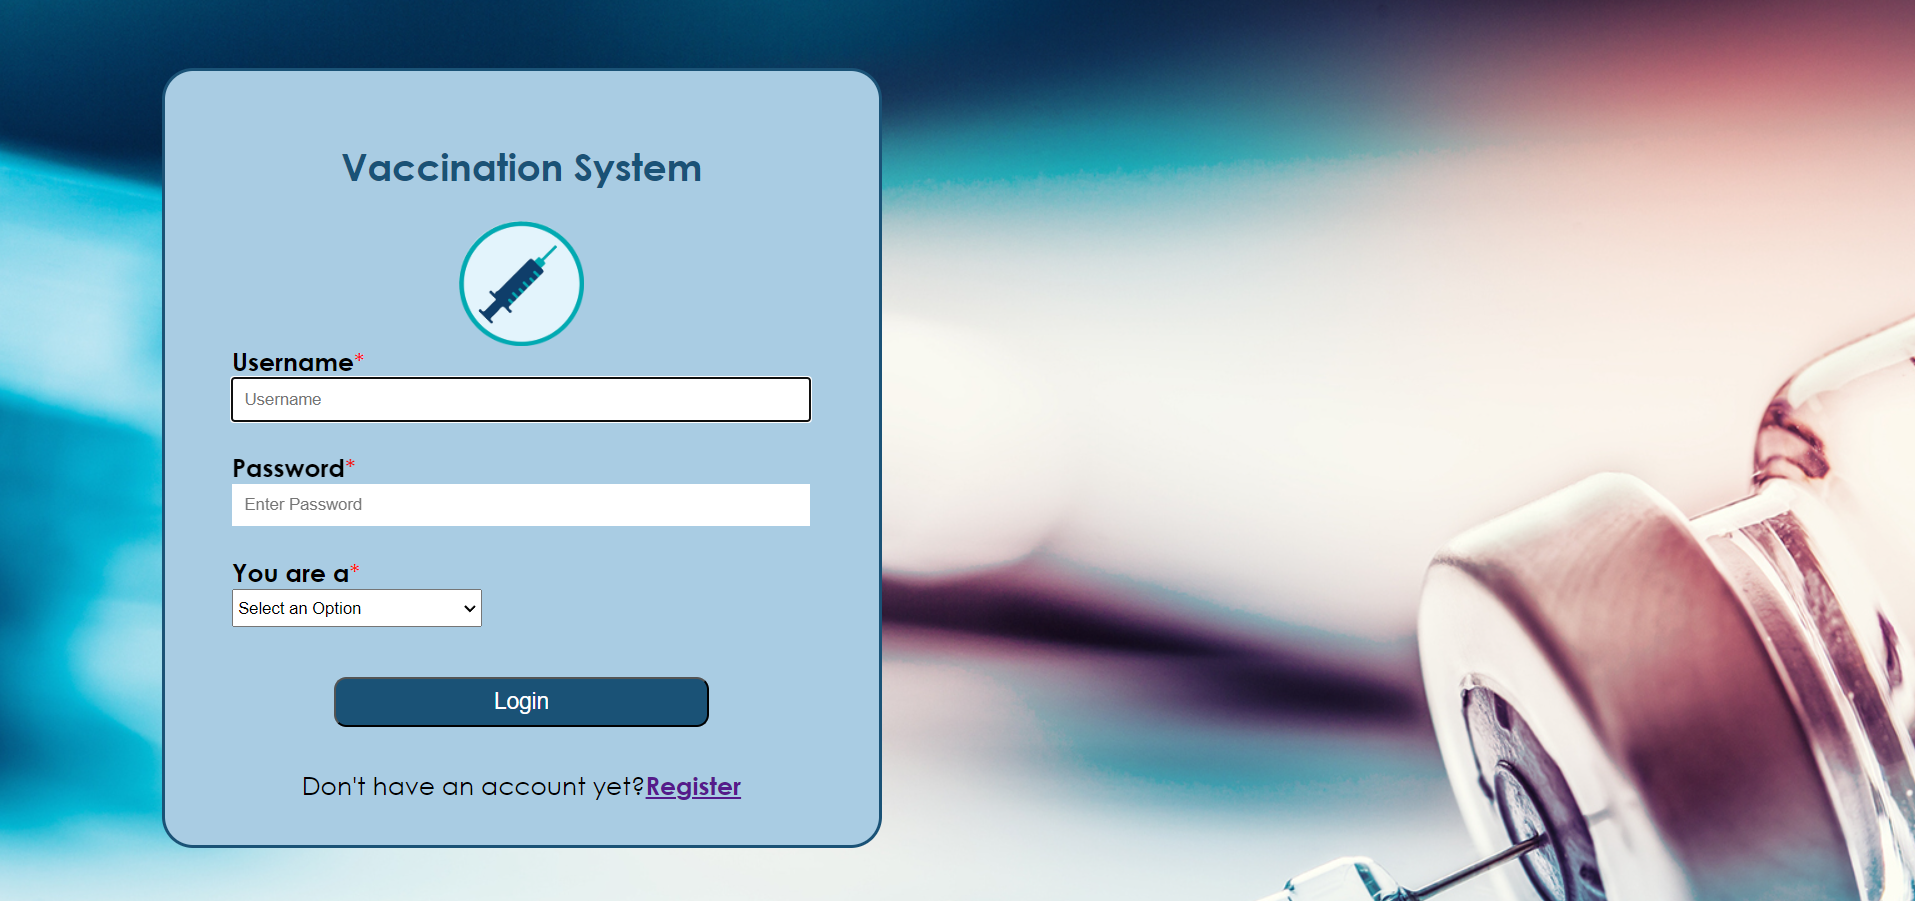 Vaccination System
Username*
Username
Password*
Enter Password
You are a*
Select an Option
Login
Don't have an account yet?Register